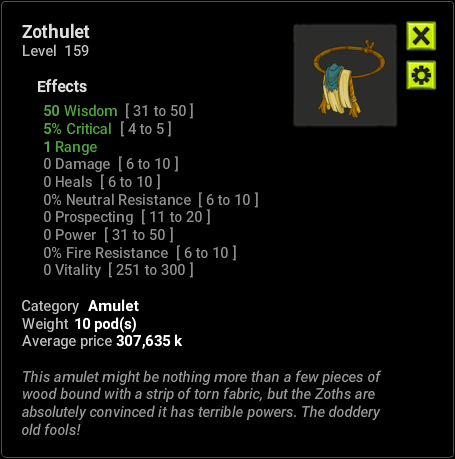 Zothulet
Level 159
Effects
50 Wisdom [ 31 to 50 ]
5% Critical [ 4 to 5 ]
1 Range
0 Damage [ 6 to 10 ]
0 Heals [ 6 to 10 ]
0% Neutral Resistance [ 6 to 10 ]
0 Prospecting [ 11 to 20 ]
0 Power [ 31 to 50 ]
0% Fire Resistance [ 6 to 10 ]
0 Vitality [ 251 to 300 ]
Category Amulet
Weight 10 pod(s)
Average price 307,635 k
This amulet might be nothing more than a few pieces of
wood bound with a strip of torn fabric, but the Zoths are
absolutely convinced it has terrible powers. The doddery
old fools!